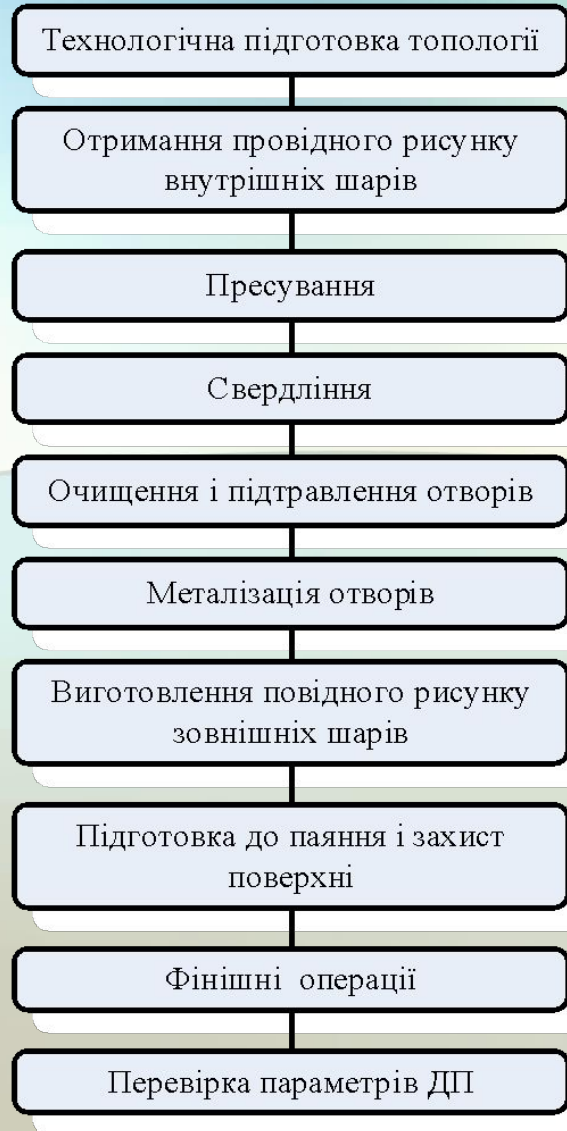 Технологічна підготовка топології
Отримання провідного рисунку
внутрішніх шарів
Пресування
Свердління
Очищення і підтравлення отворів
Металізація отворів
Виготовлення повідного рисунку
зовнішніх шарів
Підготовка до паяння і захист
поверхні
Фінішні операції
Перевірка параметрів ДП